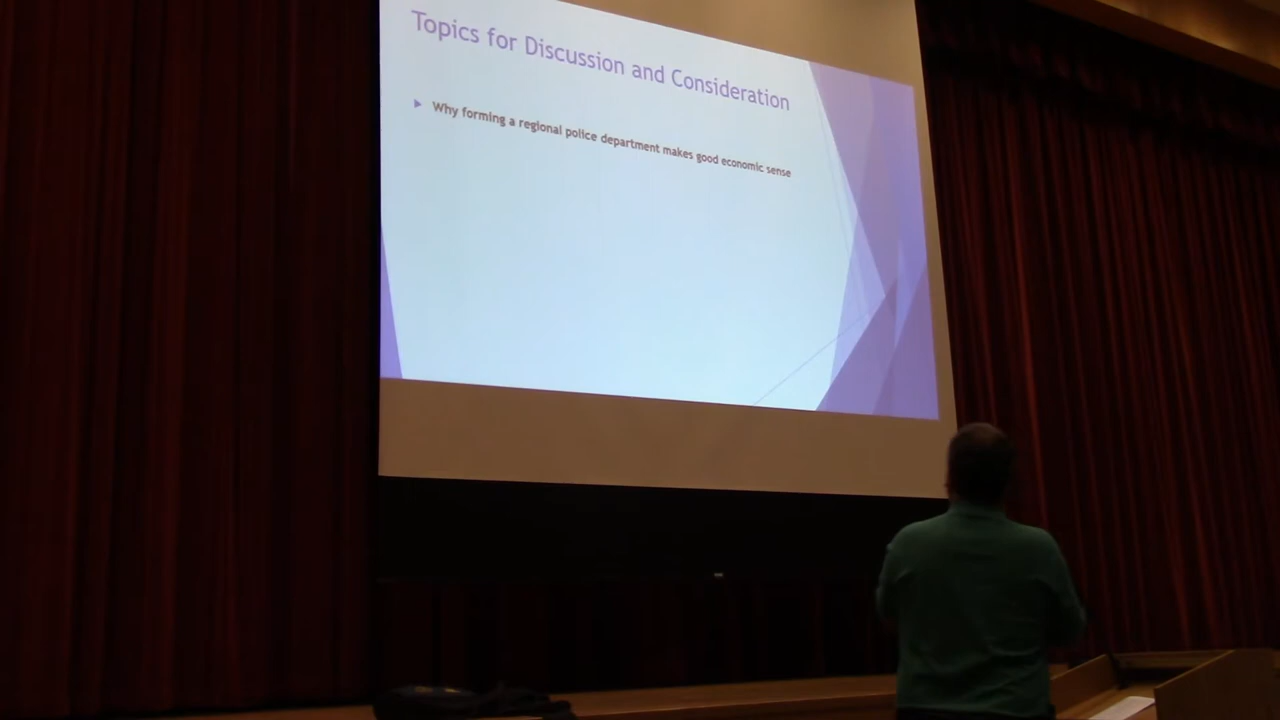 Topics for Discussion and Consideration
Why forming a regional police department makes good economic sense